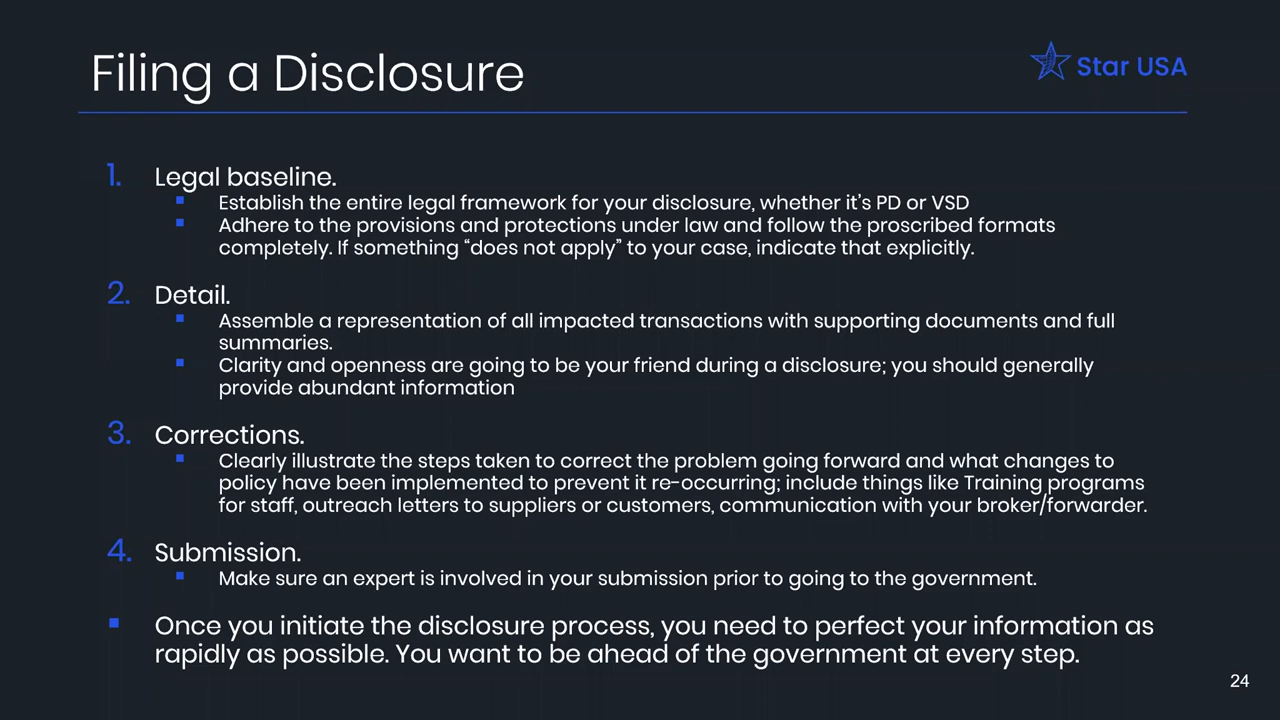 Filing a Disclosure
Star USA
1. Legal baseline.
▪ Establish the entire legal framework for your disclosure, whether it’s PD or VSD
▪ Adhere to the provisions and protections under law and follow the proscribed formats
completely. If something “does not apply” to your case, indicate that explicitly.
2. Detail.
▪ Assemble a representation of all impacted transactions with supporting documents and full
summaries.
▪ Clarity and openness are going to be your friend during a disclosure; you should generally
provide abundant information
3. Corrections.
▪ Clearly illustrate the steps taken to correct the problem going forward and what changes to
policy have been implemented to prevent it re-occurring; include things like Training programs
for staff, outreach letters to suppliers or customers, communication with your broker/forwarder.
4. Submission.
▪ Make sure an expert is involved in your submission prior to going to the government.
▪ Once you initiate the disclosure process, you need to perfect your information as
rapidly as possible. You want to be ahead of the government at every step.
24